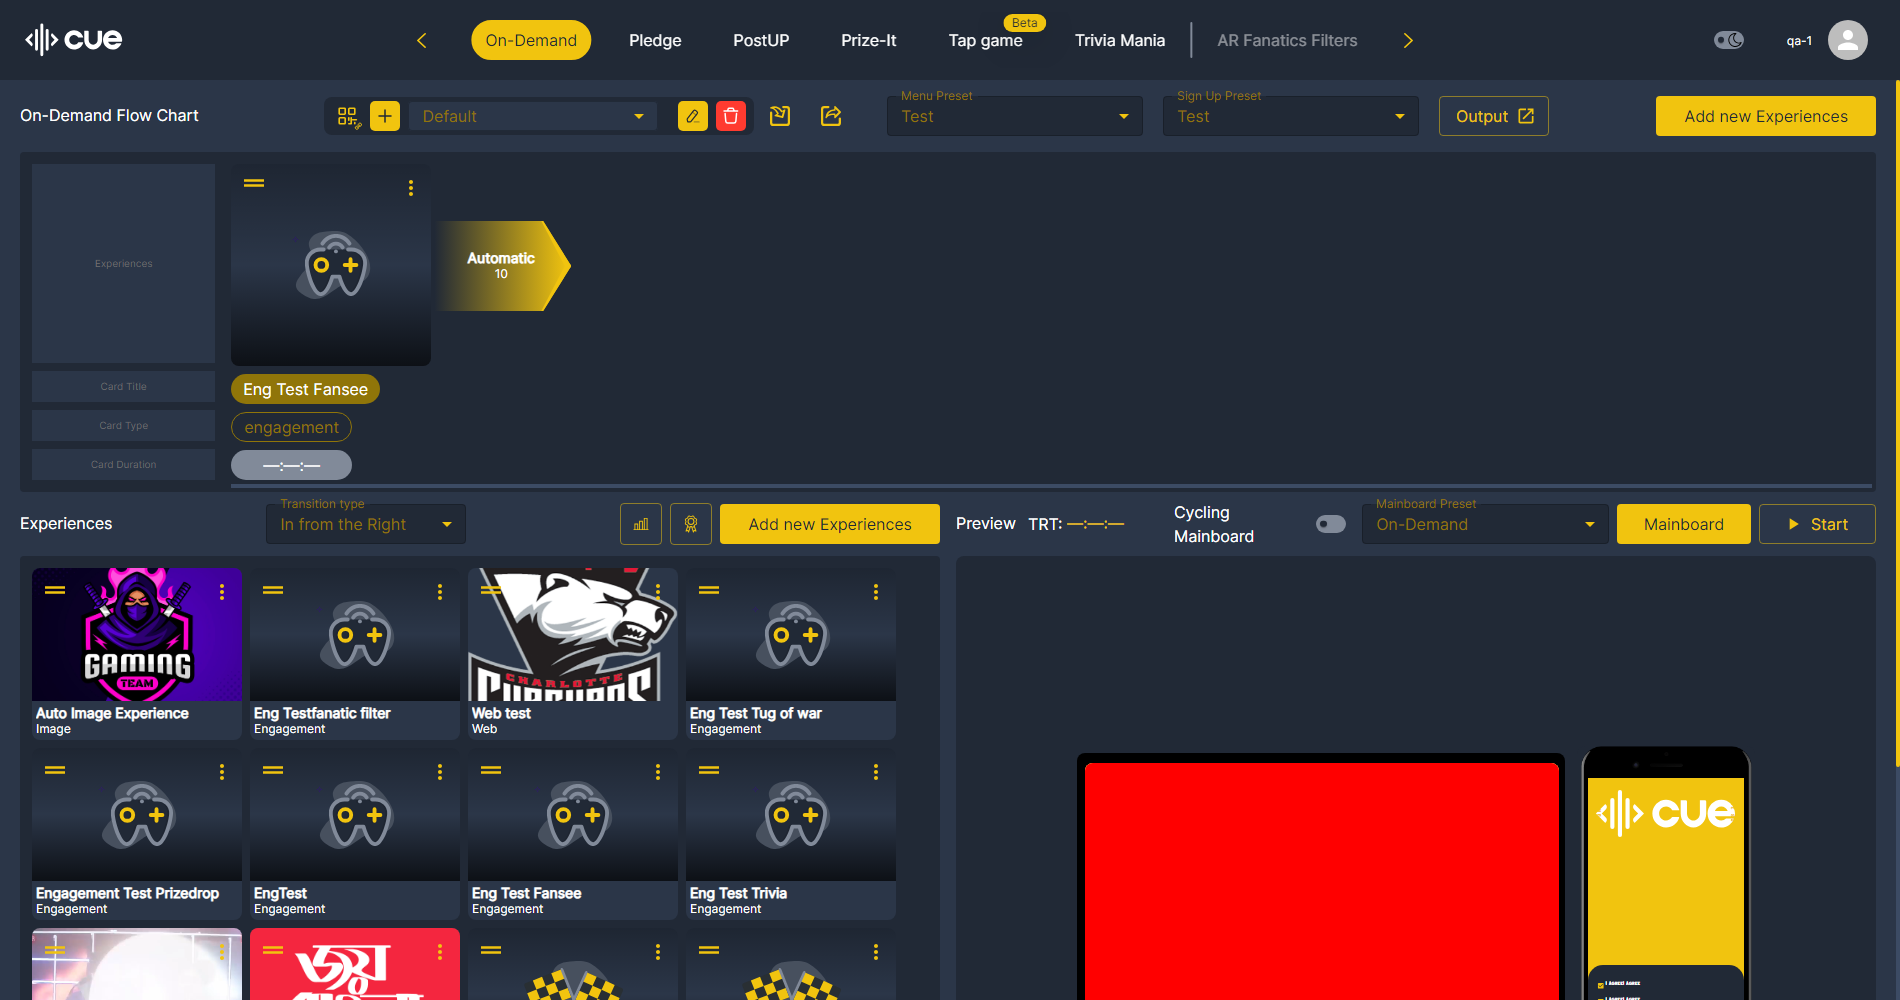 cue
On-Demand
Pledge
PostUP
Prize-It
Beta
Tap game
Trivia Mania
AR Fanatics Filters
qa-1
On-Demand Flow Chart
Default
Menu Preset
Test
Sign Up Preset
Test
Output
Add new Experiences
Experiences
Automatic
10
Card Title
Eng Test Fansee
Card Type
engagement
Card Duration
—:—:—
Experiences
Transition type
In from the Right
Add new Experiences
Preview
TRT: —:—:—
Cycling
Mainboard
Mainboard Preset
On-Demand
Mainboard
Start
GAMING
TEAM
Auto Image Experience
Image
Eng Testfanatic filter
Engagement
CHARLOTTE
Web test
Web
Eng Test Tug of war
Engagement
Engagement Test Prizedrop
Engagement
EngTest
Engagement
Eng Test Fansee
Engagement
Eng Test Trivia
Engagement
জয়
cue